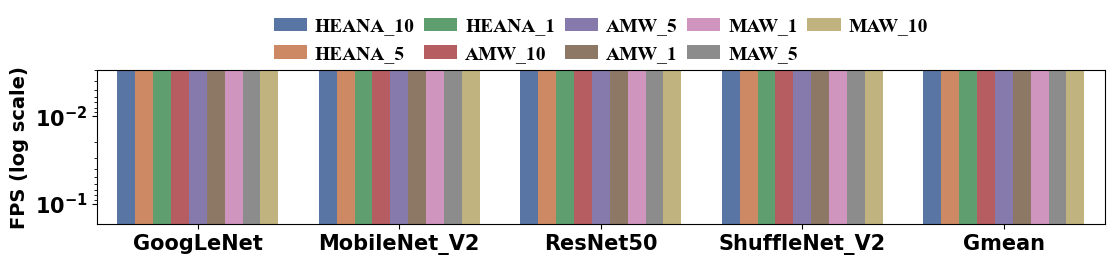 HEANA_10 HEANA_1 AMW_5 MAW_1 MAW_10
HEANA_5 AMW_10 AMW_1 MAW_5
FPS (log scale)
10⁻²
10⁻¹
GoogLeNet MobileNet_V2 ResNet50 ShuffleNet_V2 Gmean